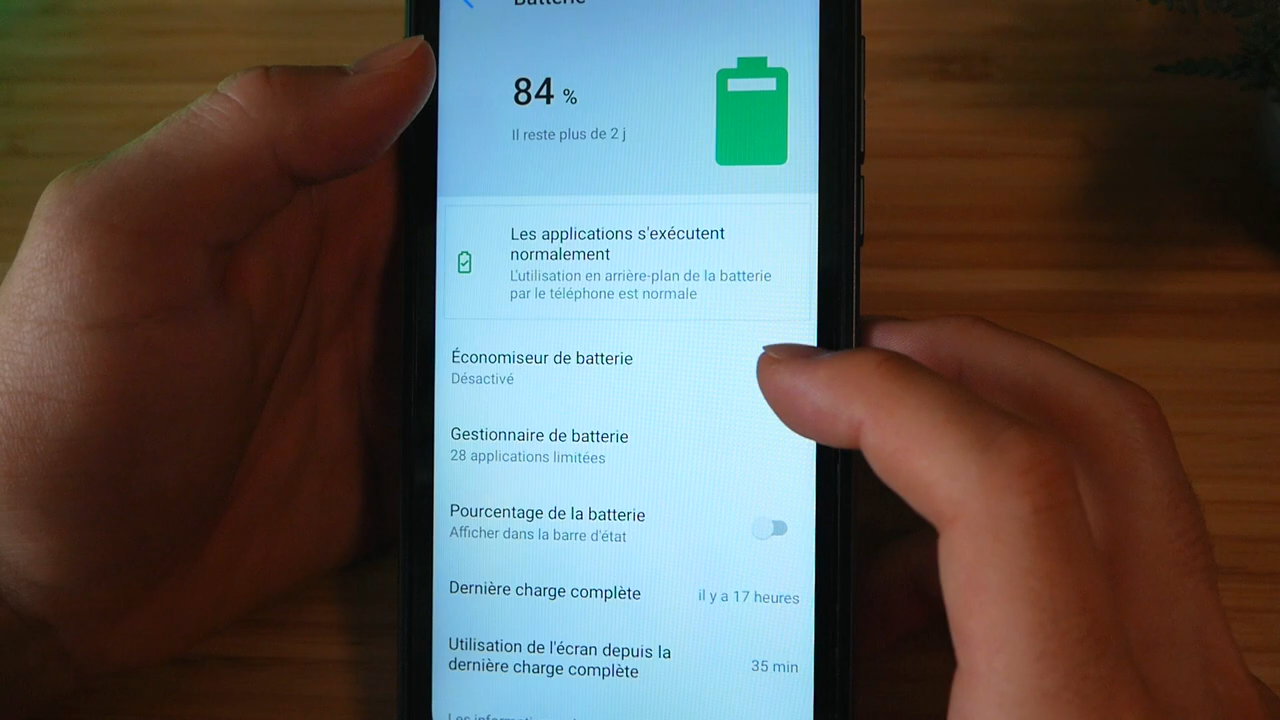 Batterie
84 %
Il reste plus de 2 j
Les applications s'exécutent
normalement
L'utilisation en arrière-plan de la batterie
par le téléphone est normale
Économiseur de batterie
Désactivé
Gestionnaire de batterie
28 applications limitées
Pourcentage de la batterie
Afficher dans la barre d'état
Dernière charge complète
il y a 17 heures
Utilisation de l'écran depuis la
dernière charge complète
35 min
Les